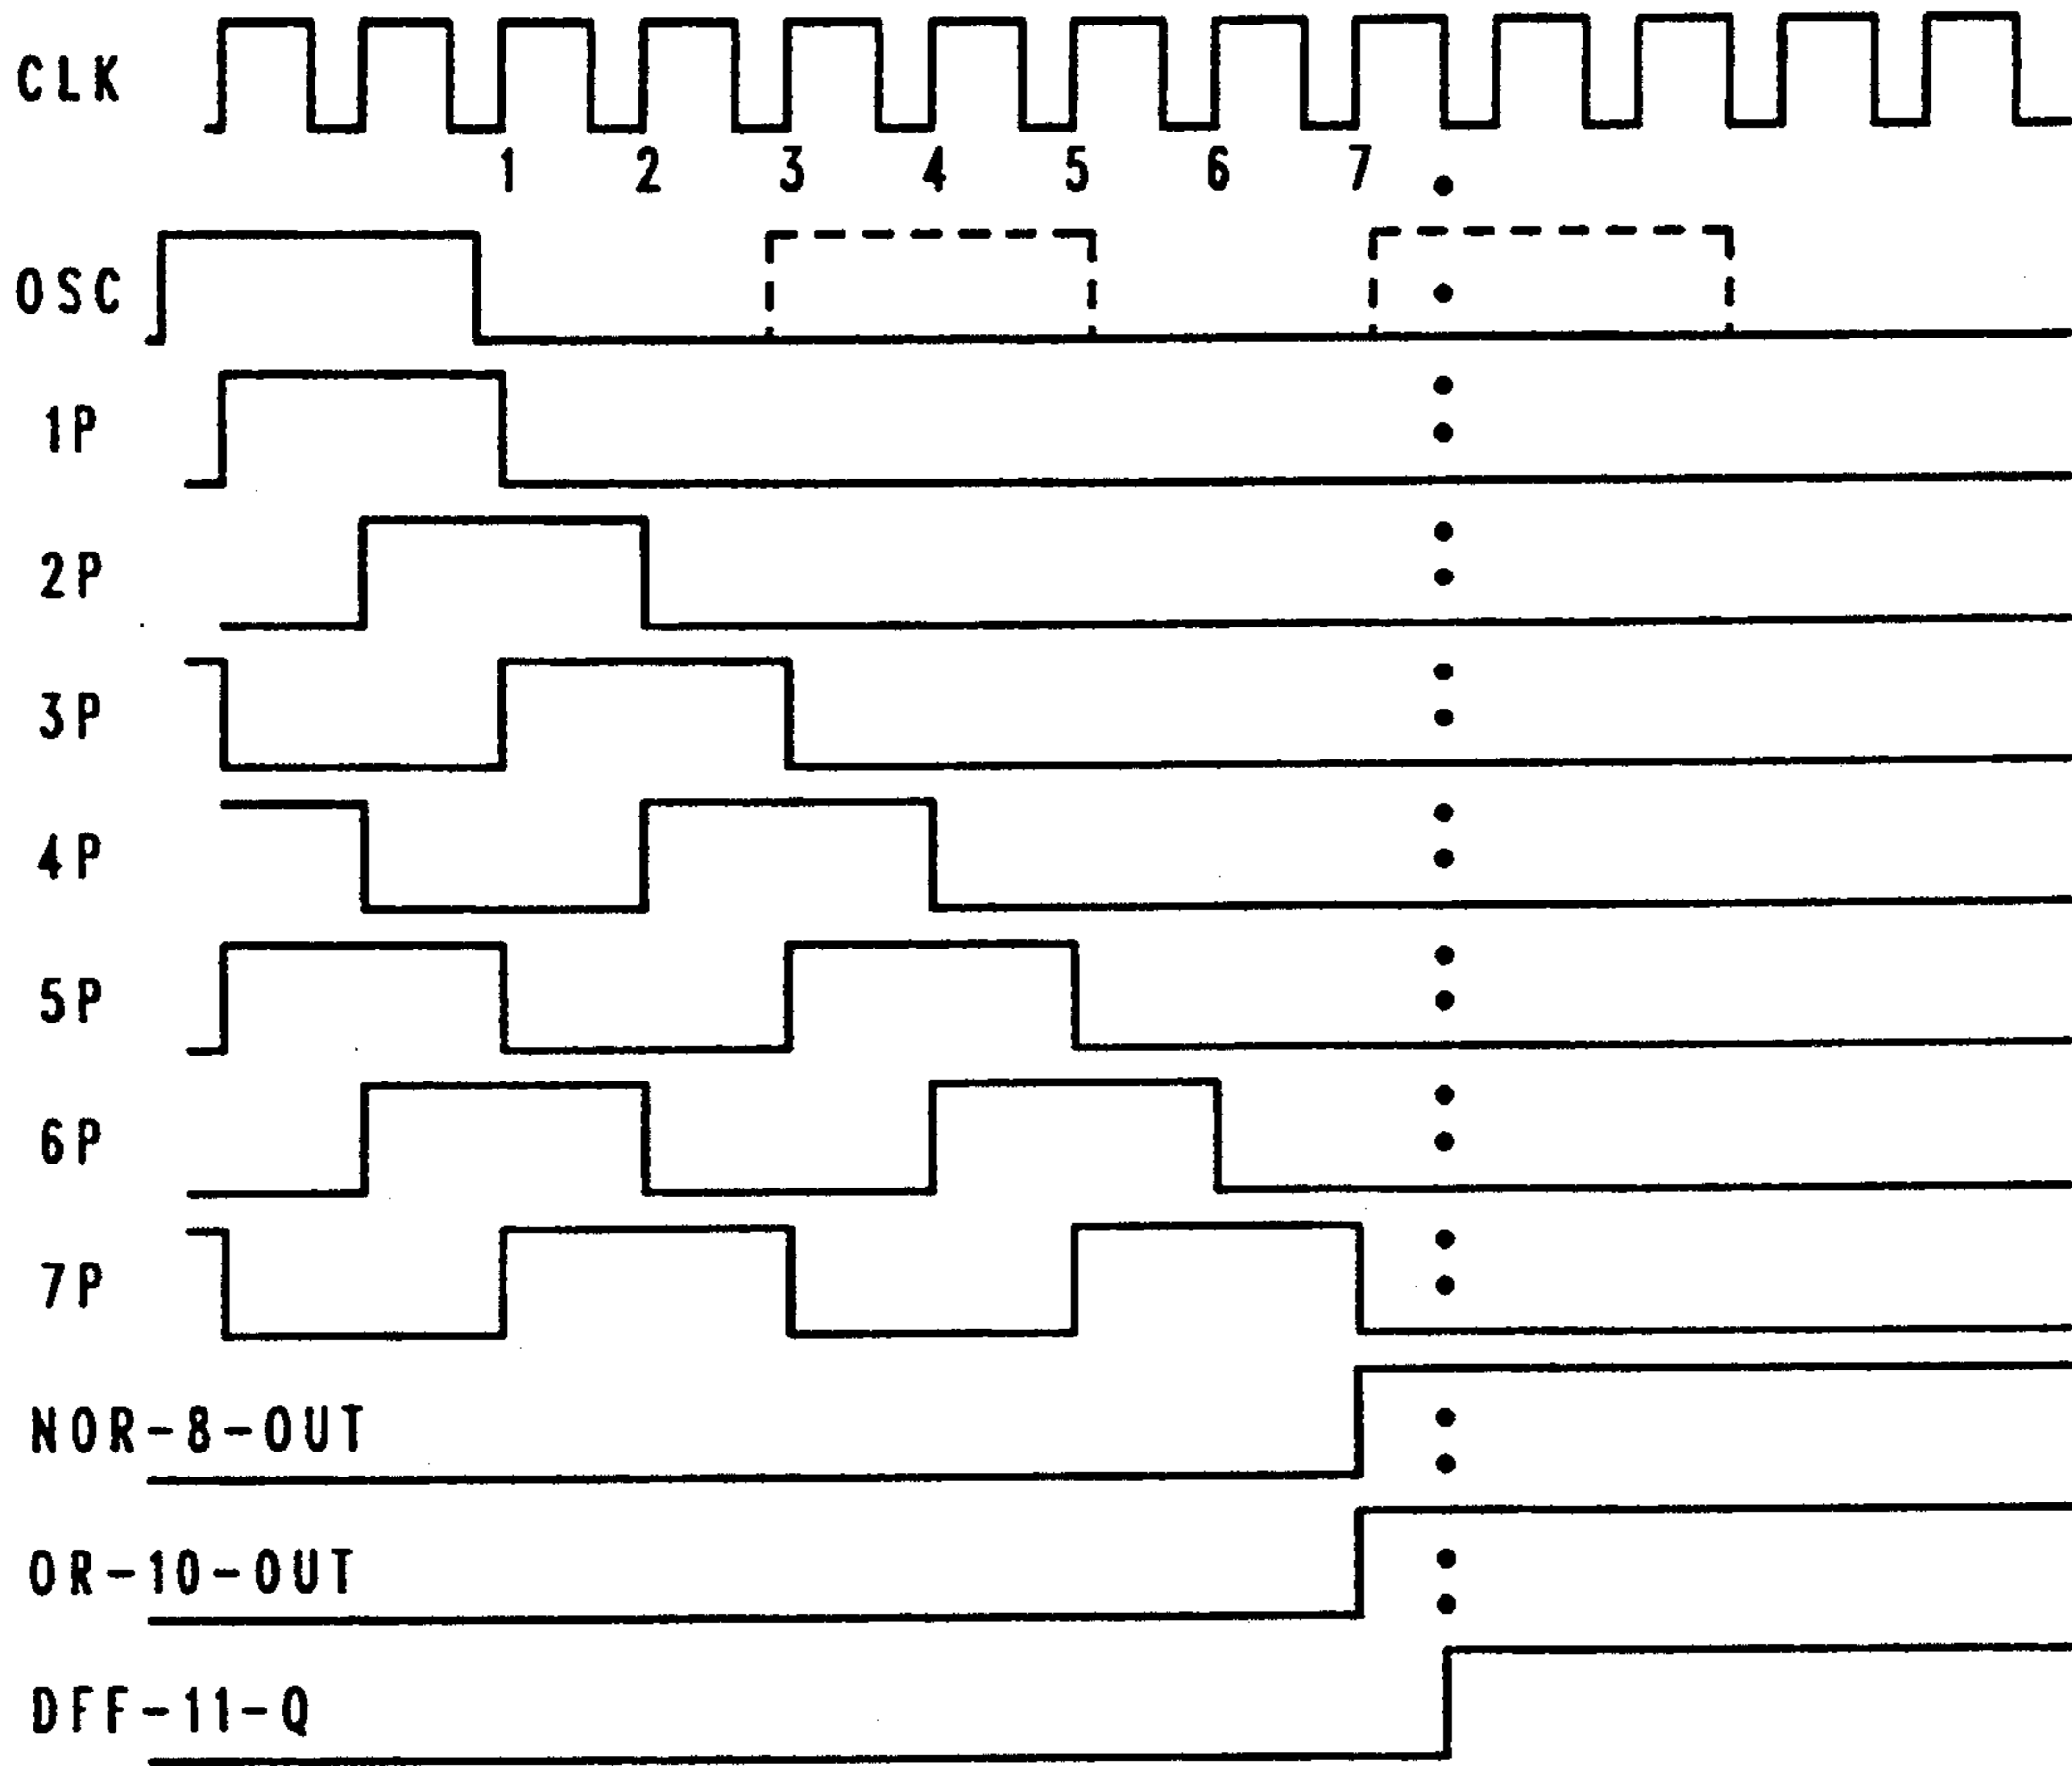 CLK
1 2 3 4 5 6 7
OSC
1P
2P
3P
4P
5P
6P
7P
NOR-8-OUT
OR-10-OUT
DFF-11-Q